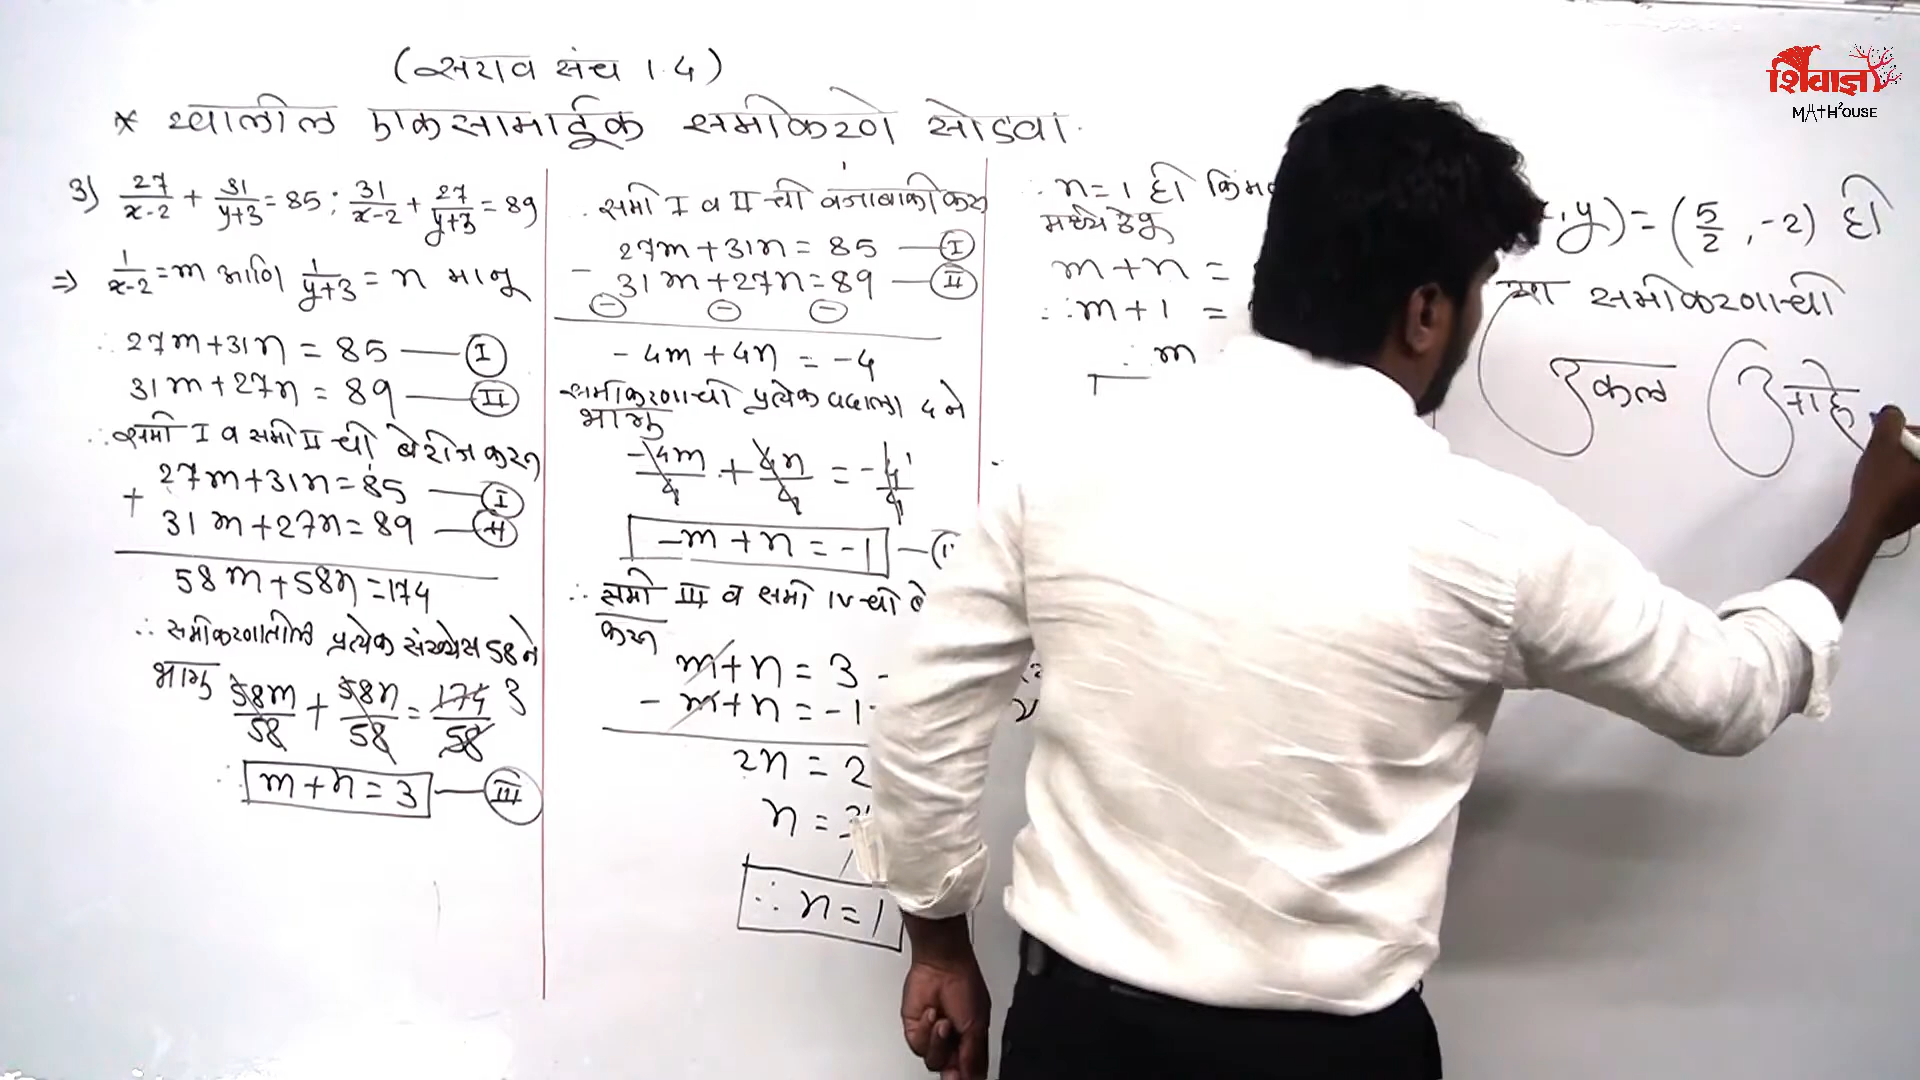 (सराव संच 1.4)
* खालील एकसामाईक समीकरणे सोडवा.
3) 27/x-2 + 31/y+3 = 85 ; 31/x-2 + 27/y+3 = 89
⇒ 1/x-2 = m आणि 1/y+3 = n मानू
∴ 27m+31n = 85 — I
31m+27n = 89 — II
∴ समी I व समी II ची बेरीज करू
27m+31n=85 — I
+ 31m+27n=89 — II
58m+58n=174
∴ समीकरणातील प्रत्येक संख्येस 58 ने
भागू
58m/58 + 58n/58 = 174/58 3
∴ m+n=3 — III
∴ समी I व II ची वजाबाकी करू
27m+31n = 85 — I
- 31m+27n=89 — II
- - -
-4m+4n = -4
समीकरणाची प्रत्येक पदाला 4 ने
भागू
-4m/4 + 4n/4 = -4/4 1
-m+n = -1
∴ समी III व समी IV ची
करू
m+n = 3
-m+n = -1
2n = 2
n =
∴ n=1
∴ n=1 ही
मध्ये ठेवू
m+n =
∴ m+1 =
∴ m
, y) = (5/2, -2) ही
या समीकरणाची
उकल आहे
शिवाज्ञा
MATH²OUSE